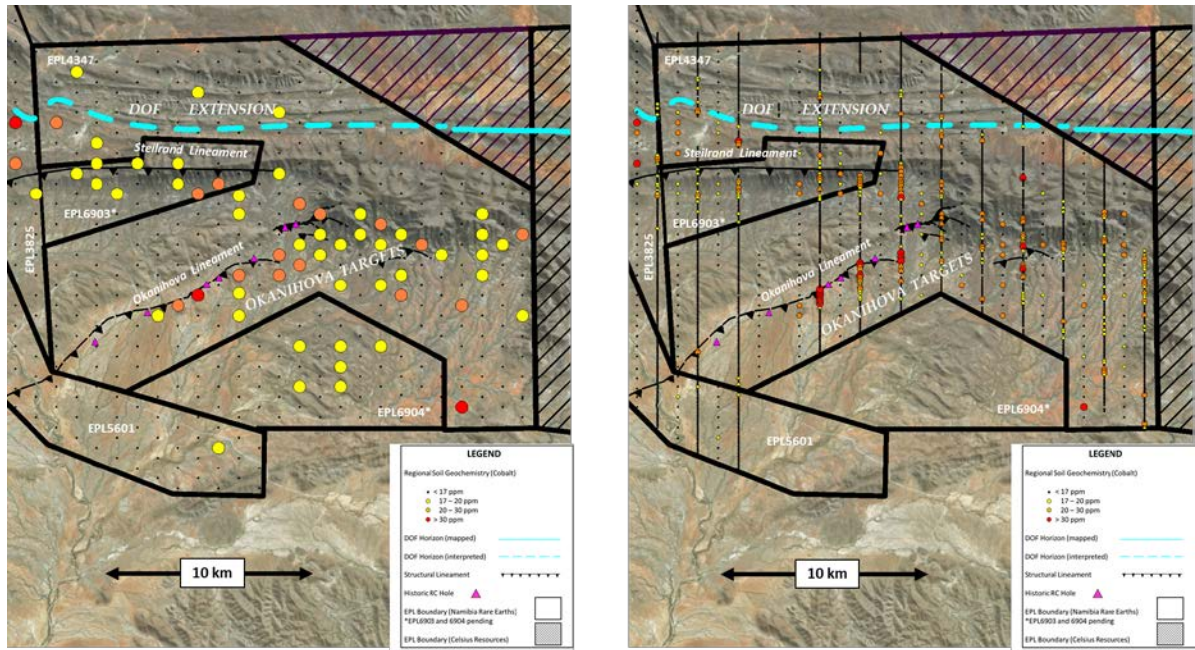 EPL4347
DOF EXTENSION
Steilrand Lineament
EPL6903*
EPL3825
Okanihova Lineament
OKANIHOVA TARGETS
EPL6904*
EPL5601
10 km
LEGEND
Regional Soil Geochemistry (Cobalt)
< 17 ppm
17 – 20 ppm
20 – 30 ppm
> 30 ppm
DOF Horizon (mapped)
DOF Horizon (interpreted)
Structural Lineament
Historic RC Hole
EPL Boundary (Namibia Rare Earths)
*EPL6903 and 6904 pending
EPL Boundary (Celsius Resources)
EPL4347
DOF EXTENSION
Steilrand Lineament
EPL6903*
EPL3825
Okanihova Lineament
OKANIHOVA TARGETS
EPL6904*
EPL5601
10 km
LEGEND
Regional Soil Geochemistry (Cobalt)
< 17 ppm
17 – 20 ppm
20 – 30 ppm
> 30 ppm
DOF Horizon (mapped)
DOF Horizon (interpreted)
Structural Lineament
Historic RC Hole
EPL Boundary (Namibia Rare Earths)
*EPL6903 and 6904 pending
EPL Boundary (Celsius Resources)